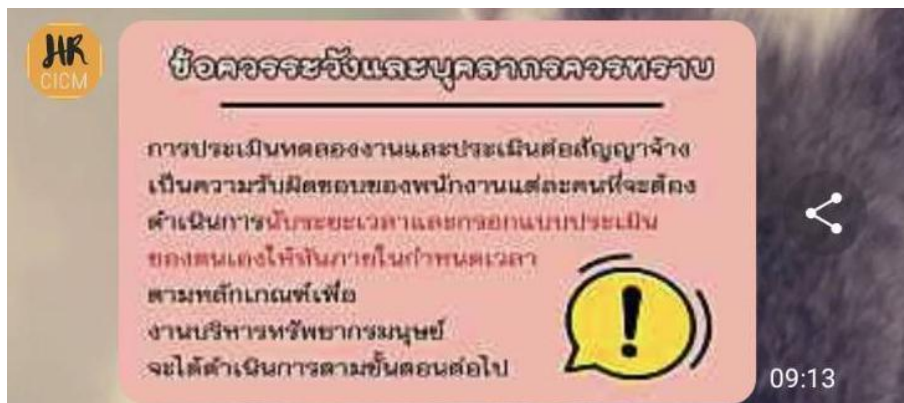 HR
CICM
ข้อควรระวังและบุคลากรควรทราบ
การประเมินทดลองงานและประเมินต่อสัญญาจ้าง
เป็นความรับผิดชอบของพนักงานแต่ละคนที่จะต้อง
ดำเนินการนับระยะเวลาและกรอกแบบประเมิน
ของตนเองให้ทันภายในกำหนดเวลา
ตามหลักเกณฑ์เพื่อ
งานบริหารทรัพยากรมนุษย์
จะได้ดำเนินการตามขั้นตอนต่อไป
!
09:13